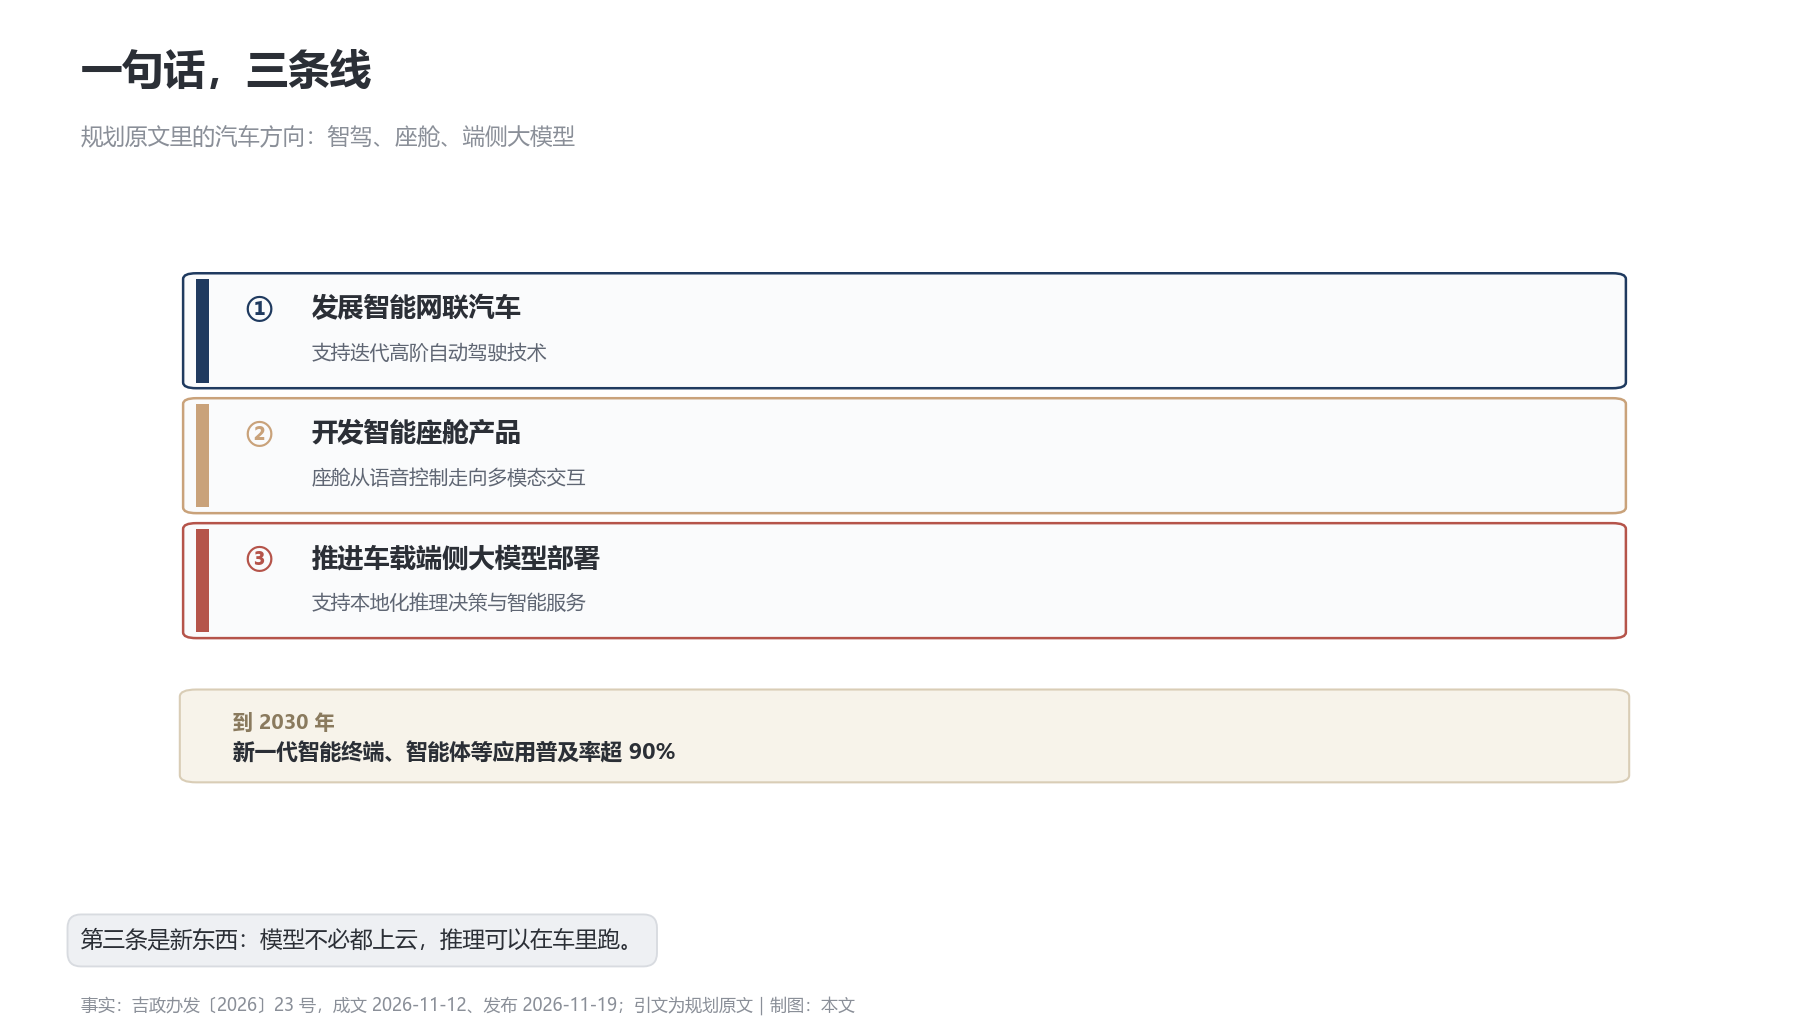 一句话，三条线
规划原文里的汽车方向：智驾、座舱、端侧大模型
① 发展智能网联汽车
支持迭代高阶自动驾驶技术
② 开发智能座舱产品
座舱从语音控制走向多模态交互
③ 推进车载端侧大模型部署
支持本地化推理决策与智能服务
到 2030 年
新一代智能终端、智能体等应用普及率超 90%
第三条是新东西：模型不必都上云，推理可以在车里跑。
事实：吉政办发〔2026〕23 号，成文 2026-11-12、发布 2026-11-19；引文为规划原文 | 制图：本文